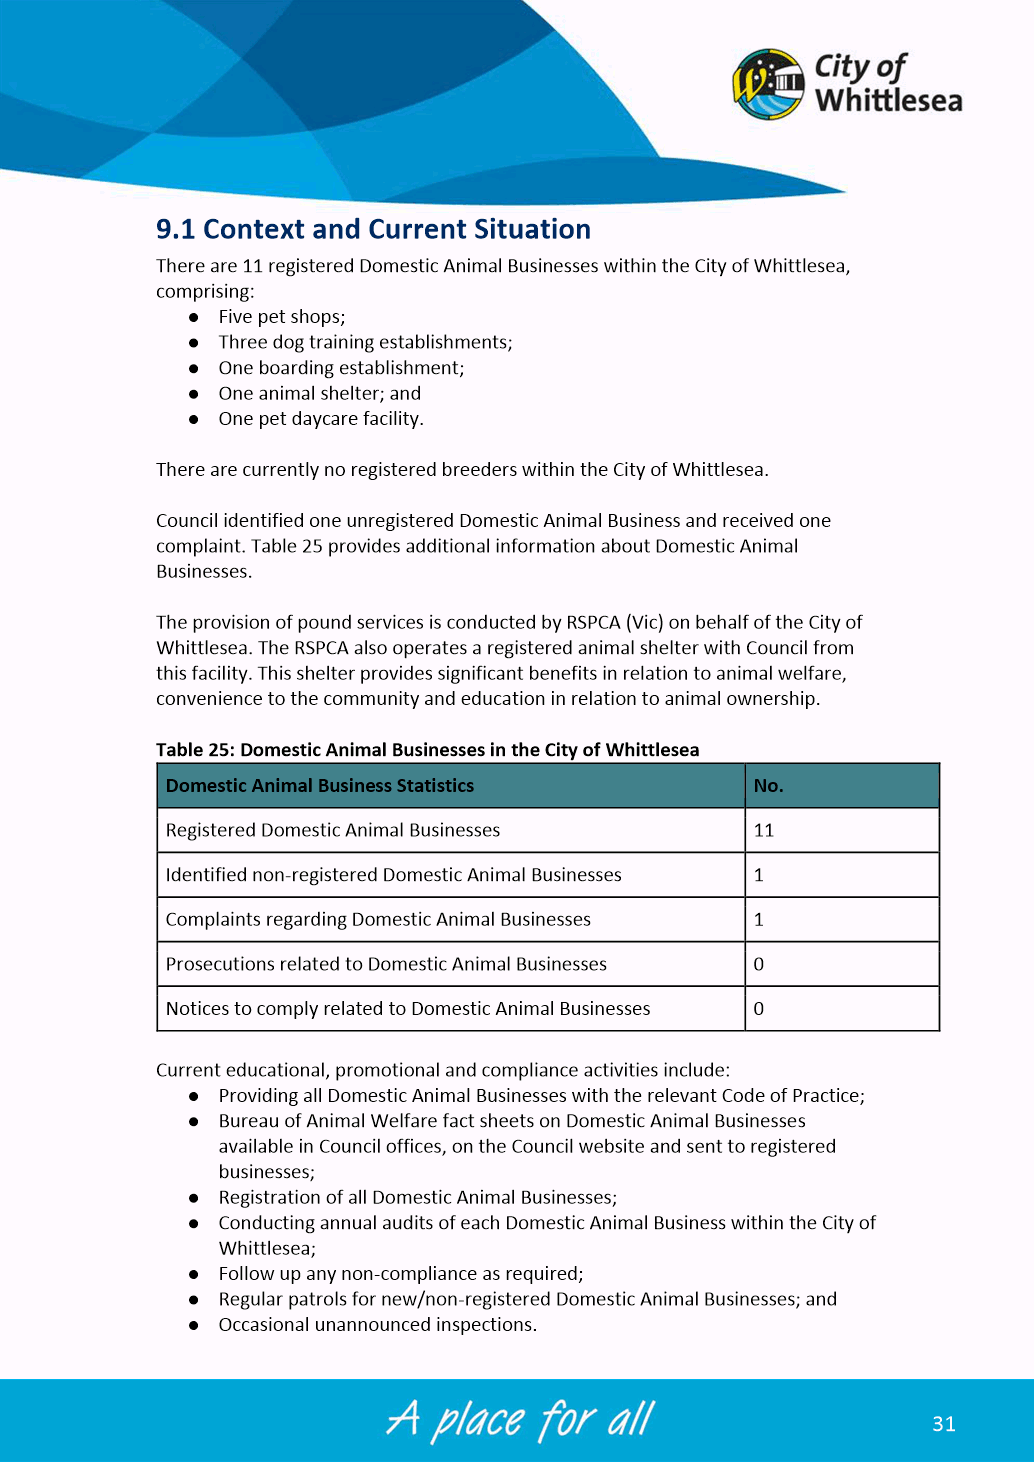 City of
Whittlesea
9.1 Context and Current Situation
There are 11 registered Domestic Animal Businesses within the City of Whittlesea,
comprising:
● Five pet shops;
● Three dog training establishments;
● One boarding establishment;
● One animal shelter; and
● One pet daycare facility.
There are currently no registered breeders within the City of Whittlesea.
Council identified one unregistered Domestic Animal Business and received one
complaint. Table 25 provides additional information about Domestic Animal
Businesses.
The provision of pound services is conducted by RSPCA (Vic) on behalf of the City of
Whittlesea. The RSPCA also operates a registered animal shelter with Council from
this facility. This shelter provides significant benefits in relation to animal welfare,
convenience to the community and education in relation to animal ownership.
Table 25: Domestic Animal Businesses in the City of Whittlesea
Domestic Animal Business Statistics No.
Registered Domestic Animal Businesses 11
Identified non-registered Domestic Animal Businesses 1
Complaints regarding Domestic Animal Businesses 1
Prosecutions related to Domestic Animal Businesses 0
Notices to comply related to Domestic Animal Businesses 0
Current educational, promotional and compliance activities include:
● Providing all Domestic Animal Businesses with the relevant Code of Practice;
● Bureau of Animal Welfare fact sheets on Domestic Animal Businesses
available in Council offices, on the Council website and sent to registered
businesses;
● Registration of all Domestic Animal Businesses;
● Conducting annual audits of each Domestic Animal Business within the City of
Whittlesea;
● Follow up any non-compliance as required;
● Regular patrols for new/non-registered Domestic Animal Businesses; and
● Occasional unannounced inspections.
A place for all
31